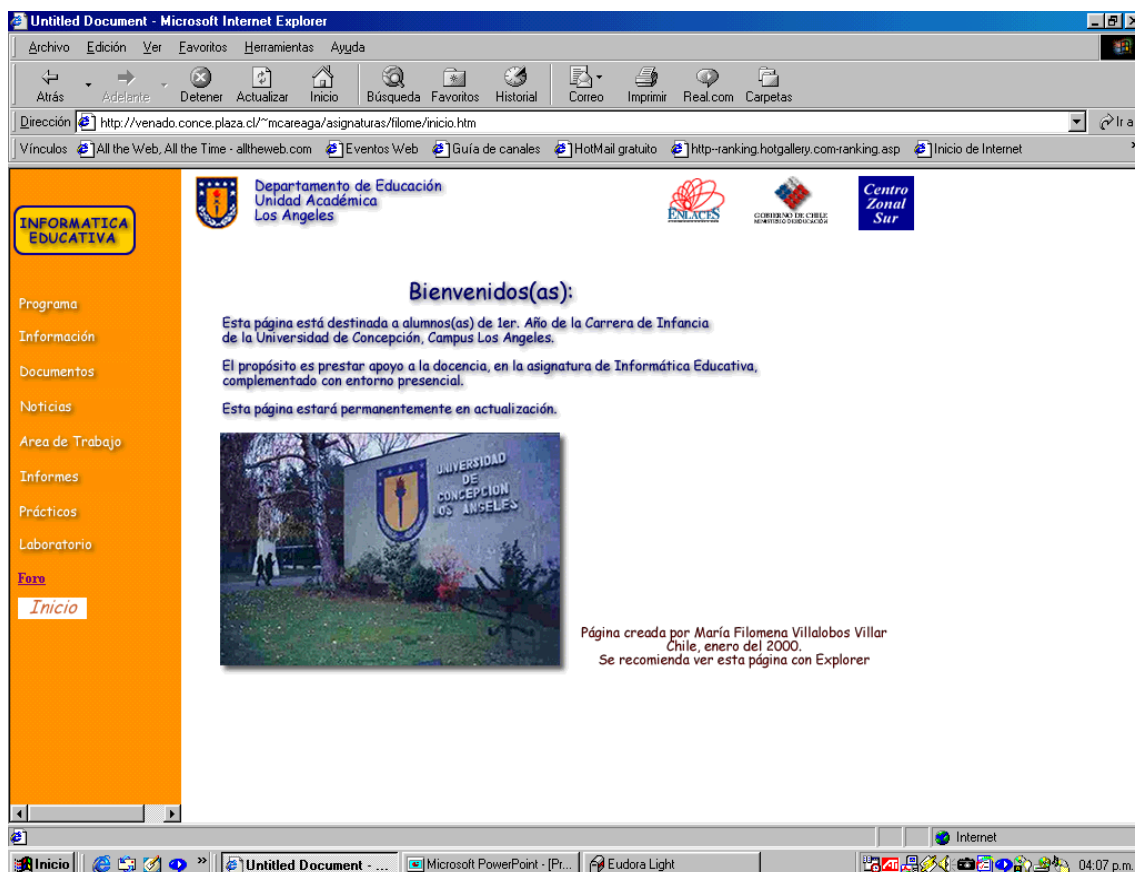 Untitled Document - Microsoft Internet Explorer
Archivo Edición Ver Favoritos Herramientas Ayuda
Atrás Adelante Detener Actualizar Inicio Búsqueda Favoritos Historial Correo Imprimir Real.com Carpetas
Dirección http://venado.conce.plaza.cl/~mcareaga/asignaturas/filome/inicio.htm Ir a
Vínculos All the Web, All the Time - alltheweb.com Eventos Web Guía de canales HotMail gratuito http--ranking.hotgallery.com-ranking.asp Inicio de Internet
INFORMATICA
EDUCATIVA
Programa
Información
Documentos
Noticias
Area de Trabajo
Informes
Prácticos
Laboratorio
Foro
Inicio
Departamento de Educación
Unidad Académica
Los Angeles
ENLACES
GOBIERNO DE CHILE
MINISTERIO DE EDUCACIÓN
Centro
Zonal
Sur
Bienvenidos(as):
Esta página está destinada a alumnos(as) de 1er. Año de la Carrera de Infancia
de la Universidad de Concepción, Campus Los Angeles.
El propósito es prestar apoyo a la docencia, en la asignatura de Informática Educativa,
complementado con entorno presencial.
Esta página estará permanentemente en actualización.
UNIVERSIDAD
DE
CONCEPCION
LOS ANGELES
Página creada por María Filomena Villalobos Villar
Chile, enero del 2000.
Se recomienda ver esta página con Explorer
Internet
Inicio » Untitled Document - ... Microsoft PowerPoint - [Pr... Eudora Light 04:07 p.m.